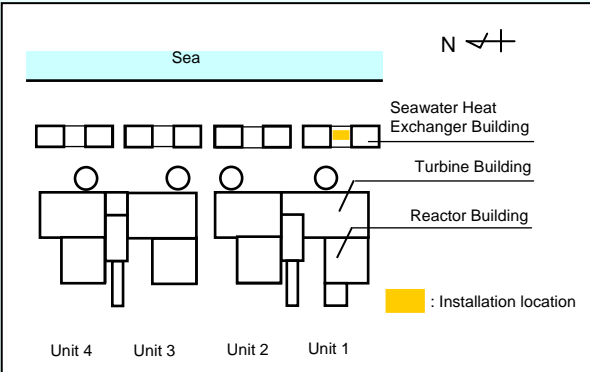 Sea
N
Seawater Heat
Exchanger Building
Turbine Building
Reactor Building
: Installation location
Unit 4 Unit 3 Unit 2 Unit 1